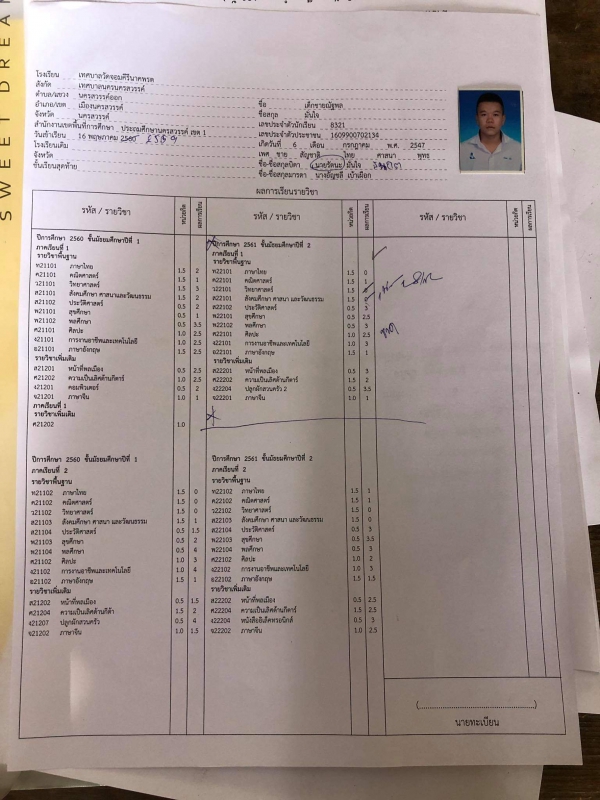 SWEET DREA
โรงเรียน เทศบาลวัดจอมคีรีนาคพรต
สังกัด เทศบาลนครนครสวรรค์
ตำบล/แขวง นครสวรรค์ออก
อำเภอ/เขต เมืองนครสวรรค์
จังหวัด นครสวรรค์
สำนักงานเขตพื้นที่การศึกษา ประถมศึกษานครสวรรค์ เขต 1
วันเข้าเรียน 16 พฤษภาคม 2560 2559
โรงเรียนเดิม
จังหวัด
ชั้นเรียนสุดท้าย
ชื่อ เด็กชายณัฐพล
ชื่อสกุล มั่นใจ
เลขประจำตัวนักเรียน 8321
เลขประจำตัวประชาชน 1609900702134
เกิดวันที่ 6 เดือน กรกฎาคม พ.ศ. 2547
เพศ ชาย สัญชาติ ไทย ศาสนา พุทธ
ชื่อ-ชื่อสกุลบิดา นายวัดนะ มั่นใจ
ชื่อ-ชื่อสกุลมารดา นางอัญชลี เบ้าเผือก
ผลการเรียนรายวิชา
รหัส / รายวิชา หน่วยกิต ผลการเรียน
รหัส / รายวิชา หน่วยกิต ผลการเรียน
รหัส / รายวิชา หน่วยกิต ผลการเรียน
ปีการศึกษา 2560 ชั้นมัธยมศึกษาปีที่ 1
ภาคเรียนที่ 1
รายวิชาพื้นฐาน
ท21101 ภาษาไทย 1.5 2
ค21101 คณิตศาสตร์ 1.5 1
ว21101 วิทยาศาสตร์ 1.5 3
ส21101 สังคมศึกษา ศาสนาและวัฒนธรรม 1.5 2
ส21102 ประวัติศาสตร์ 0.5 2
พ21101 สุขศึกษา 0.5 1
พ21102 พลศึกษา 0.5 3.5
ศ21101 ศิลปะ 1.0 2.5
ง21101 การงานอาชีพและเทคโนโลยี 1.0 2.5
อ21101 ภาษาอังกฤษ 1.5 2.5
รายวิชาเพิ่มเติม
ส21201 หน้าที่พลเมือง 0.5 2.5
ศ21202 ความเป็นเลิศด้านกีตาร์ 1.0 2.5
ง21201 คอมพิวเตอร์ 0.5 2
จ21201 ภาษาจีน 1.0 1
ภาคเรียนที่ 1
รายวิชาเพิ่มเติม
ศ21202 1.0
ปีการศึกษา 2561 ชั้นมัธยมศึกษาปีที่ 2
ภาคเรียนที่ 1
รายวิชาพื้นฐาน
ท22101 ภาษาไทย 1.5 0
ค22101 คณิตศาสตร์ 1.5 1
ว22101 วิทยาศาสตร์ 1.5
ส22101 สังคมศึกษา ศาสนา และวัฒนธรรม 1.5
ส22102 ประวัติศาสตร์ 0.5 3
พ22101 สุขศึกษา 0.5 2.5
พ22102 พลศึกษา 0.5 3
ศ22101 ศิลปะ 1.0 2.5
ง22101 การงานอาชีพและเทคโนโลยี 1.0 3
อ22101 ภาษาอังกฤษ 1.5 1
รายวิชาเพิ่มเติม
ส22201 หน้าที่พลเมือง 0.5 3
ศ22202 ความเป็นเลิศด้านกีตาร์ 1.5 2
ง22204 ปลูกผักสวนครัว 2 0.5 3.5
จ22201 ภาษาจีน 1.0 1
ปีการศึกษา 2560 ชั้นมัธยมศึกษาปีที่ 1
ภาคเรียนที่ 2
รายวิชาพื้นฐาน
ท21102 ภาษาไทย 1.5 0
ค21102 คณิตศาสตร์ 1.5 0
ว21102 วิทยาศาสตร์ 1.5 0
ส21103 สังคมศึกษา ศาสนา และวัฒนธรรม 1.5 1
ส21104 ประวัติศาสตร์ 0.5 1.5
พ21103 สุขศึกษา 0.5 2
พ21104 พลศึกษา 0.5 4
ศ21102 ศิลปะ 1.0 3
ง21102 การงานอาชีพและเทคโนโลยี 1.0 4
อ21102 ภาษาอังกฤษ 1.5 1
รายวิชาเพิ่มเติม
ส21202 หน้าที่พลเมือง 0.5 1.5
ศ21204 ความเป็นเลิศด้านกีต้า 1.5 2
ง21207 ปลูกผักสวนครัว 0.5 4
จ21202 ภาษาจีน 1.0 1.5
ปีการศึกษา 2561 ชั้นมัธยมศึกษาปีที่ 2
ภาคเรียนที่ 2
รายวิชาพื้นฐาน
ท22102 ภาษาไทย 1.5 1
ค22102 คณิตศาสตร์ 1.5 0
ว22102 วิทยาศาสตร์ 1.5 0
ส22103 สังคมศึกษา ศาสนา และวัฒนธรรม 1.5 0
ส22104 ประวัติศาสตร์ 0.5 3
พ22103 สุขศึกษา 0.5 3.5
พ22104 พลศึกษา 0.5 3
ศ22102 ศิลปะ 1.0 2
ง22102 การงานอาชีพและเทคโนโลยี 1.0 3
อ22102 ภาษาอังกฤษ 1.5 1.5
รายวิชาเพิ่มเติม
ส22202 หน้าที่พลเมือง 0.5 2.5
ศ22204 ความเป็นเลิศด้านกีตาร์ 1.5 2.5
ง22204 หนังสืออิเล็คทรอนิกส์ 0.5 3
จ22202 ภาษาจีน 1.0 2.5
(..............................)
นายทะเบียน